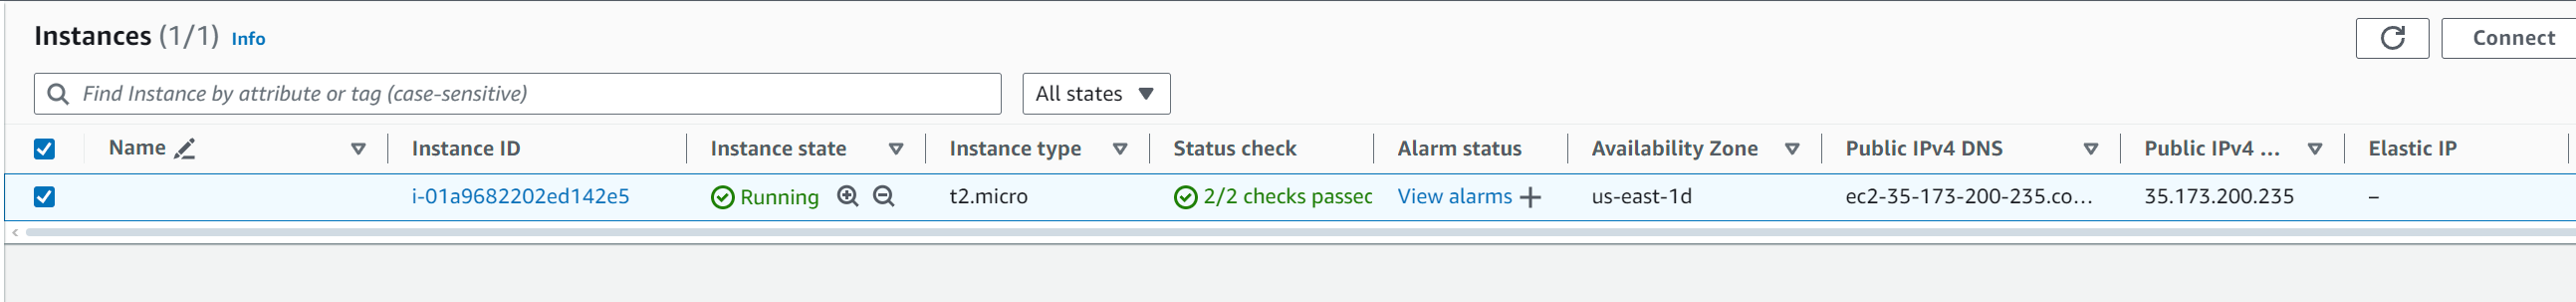 Instances (1/1) Info
Connect
Find Instance by attribute or tag (case-sensitive)
All states
Name Instance ID Instance state Instance type Status check Alarm status Availability Zone Public IPv4 DNS Public IPv4 ... Elastic IP
i-01a9682202ed142e5 Running t2.micro 2/2 checks passec View alarms + us-east-1d ec2-35-173-200-235.co... 35.173.200.235 –